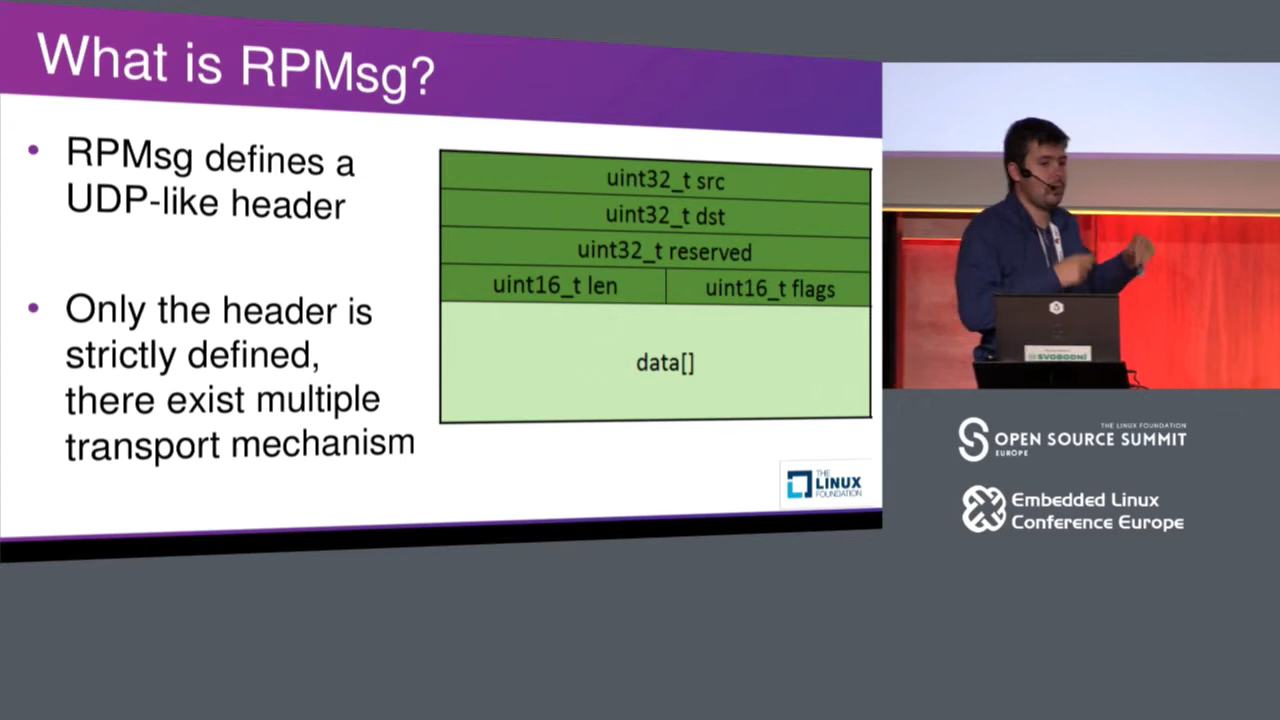 What is RPMsg?
• RPMsg defines a
UDP-like header
• Only the header is
strictly defined,
there exist multiple
transport mechanism
uint32_t src
uint32_t dst
uint32_t reserved
uint16_t len
uint16_t flags
data[]
THE
LINUX
FOUNDATION
SVOBODNÍ
THE LINUX FOUNDATION
OPEN SOURCE SUMMIT
EUROPE
Embedded Linux
Conference Europe